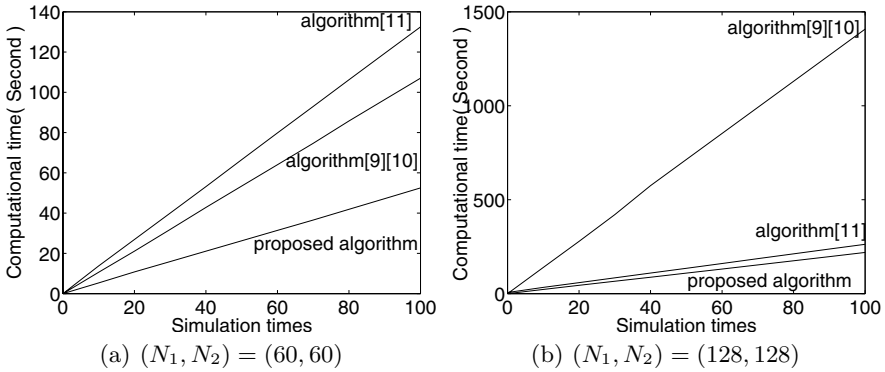 140
120
100
80
60
40
20
0
Computational time( Second )
algorithm[11]
algorithm[9][10]
proposed algorithm
0 20 40 60 80 100
Simulation times
(a) (N₁, N₂) = (60, 60)
1500
1000
500
0
Computational time( Second )
algorithm[9][10]
algorithm[11]
proposed algorithm
0 20 40 60 80 100
Simulation times
(b) (N₁, N₂) = (128, 128)